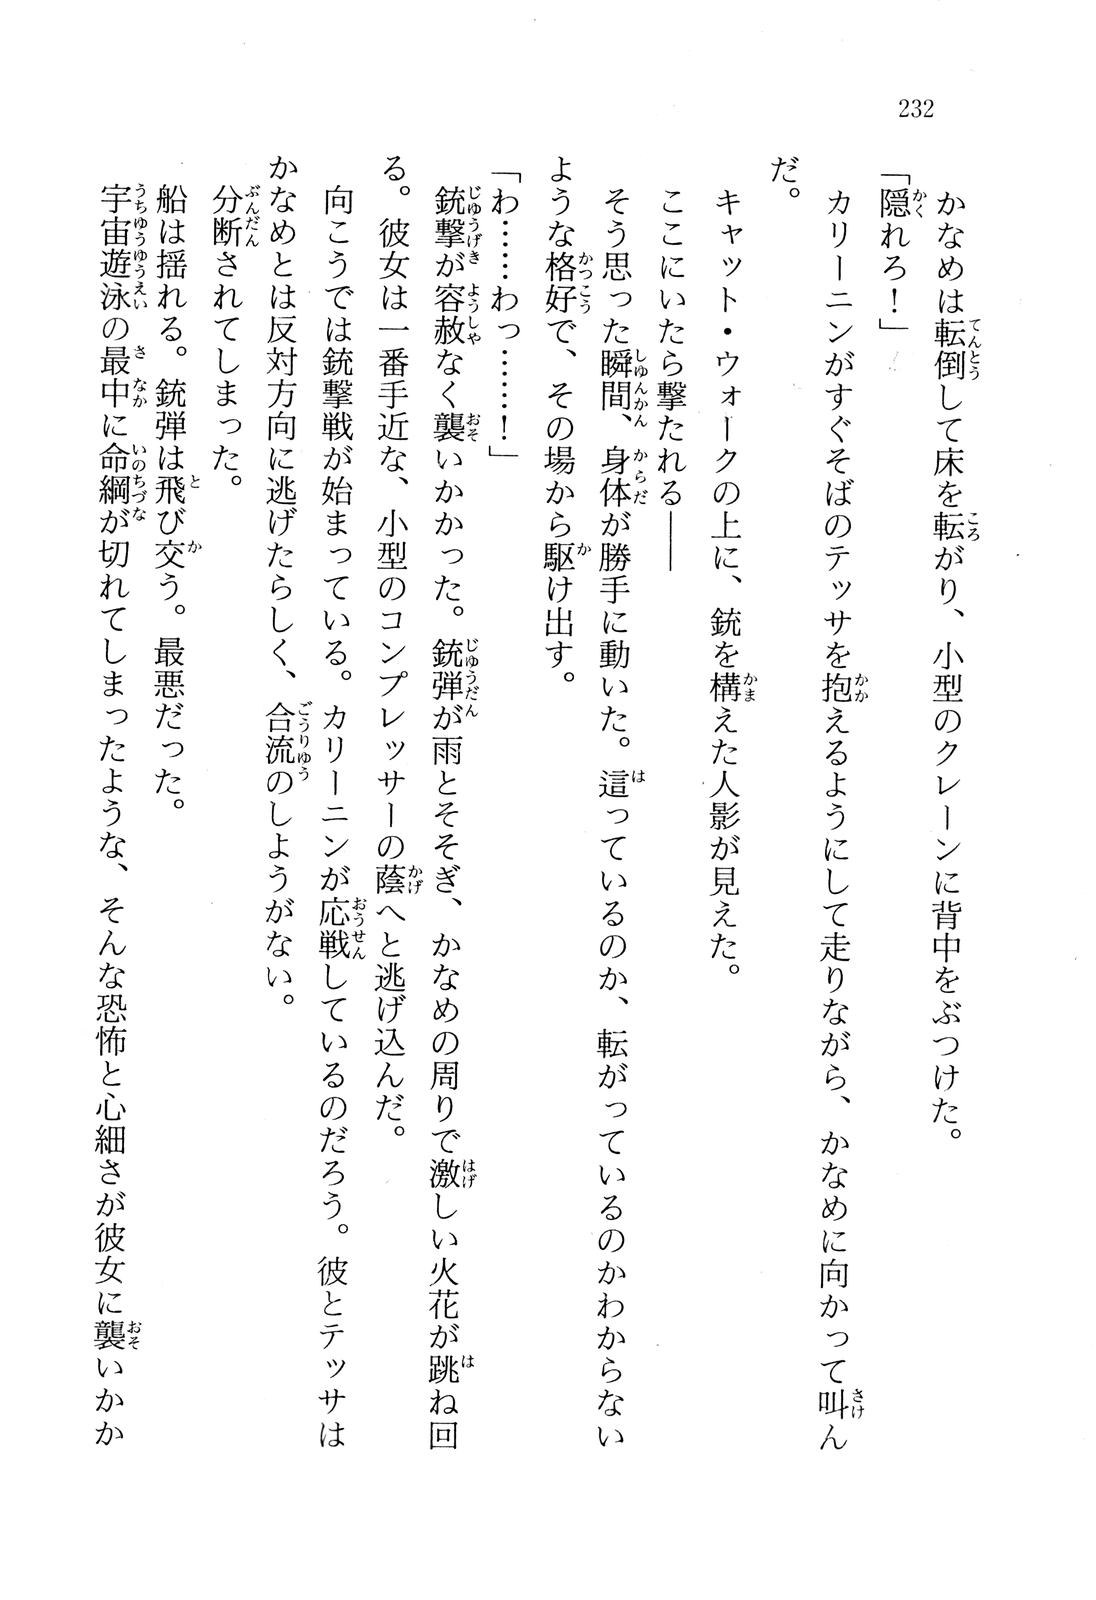 232
かなめは転倒して床を転がり、小型のクレーンに背中をぶつけた。
「隠れろ！」
カリーニンがすぐそばのテッサを抱えるようにして走りながら、かなめに向かって叫ん
だ。
キャット・ウォークの上に、銃を構えた人影が見えた。
ここにいたら撃たれる――
そう思った瞬間、身体が勝手に動いた。這っているのか、転がっているのかわからない
ような格好で、その場から駆け出す。
「わ……わっ……！」
銃撃が容赦なく襲いかかった。銃弾が雨とそそぎ、かなめの周りで激しい火花が跳ね回
る。彼女は一番手近な、小型のコンプレッサーの蔭へと逃げ込んだ。
向こうでは銃撃戦が始まっている。カリーニンが応戦しているのだろう。彼とテッサは
かなめとは反対方向に逃げたらしく、合流のしようがない。
分断されてしまった。
船は揺れる。銃弾は飛び交う。最悪だった。
宇宙遊泳の最中に命綱が切れてしまったような、そんな恐怖と心細さが彼女に襲いかか